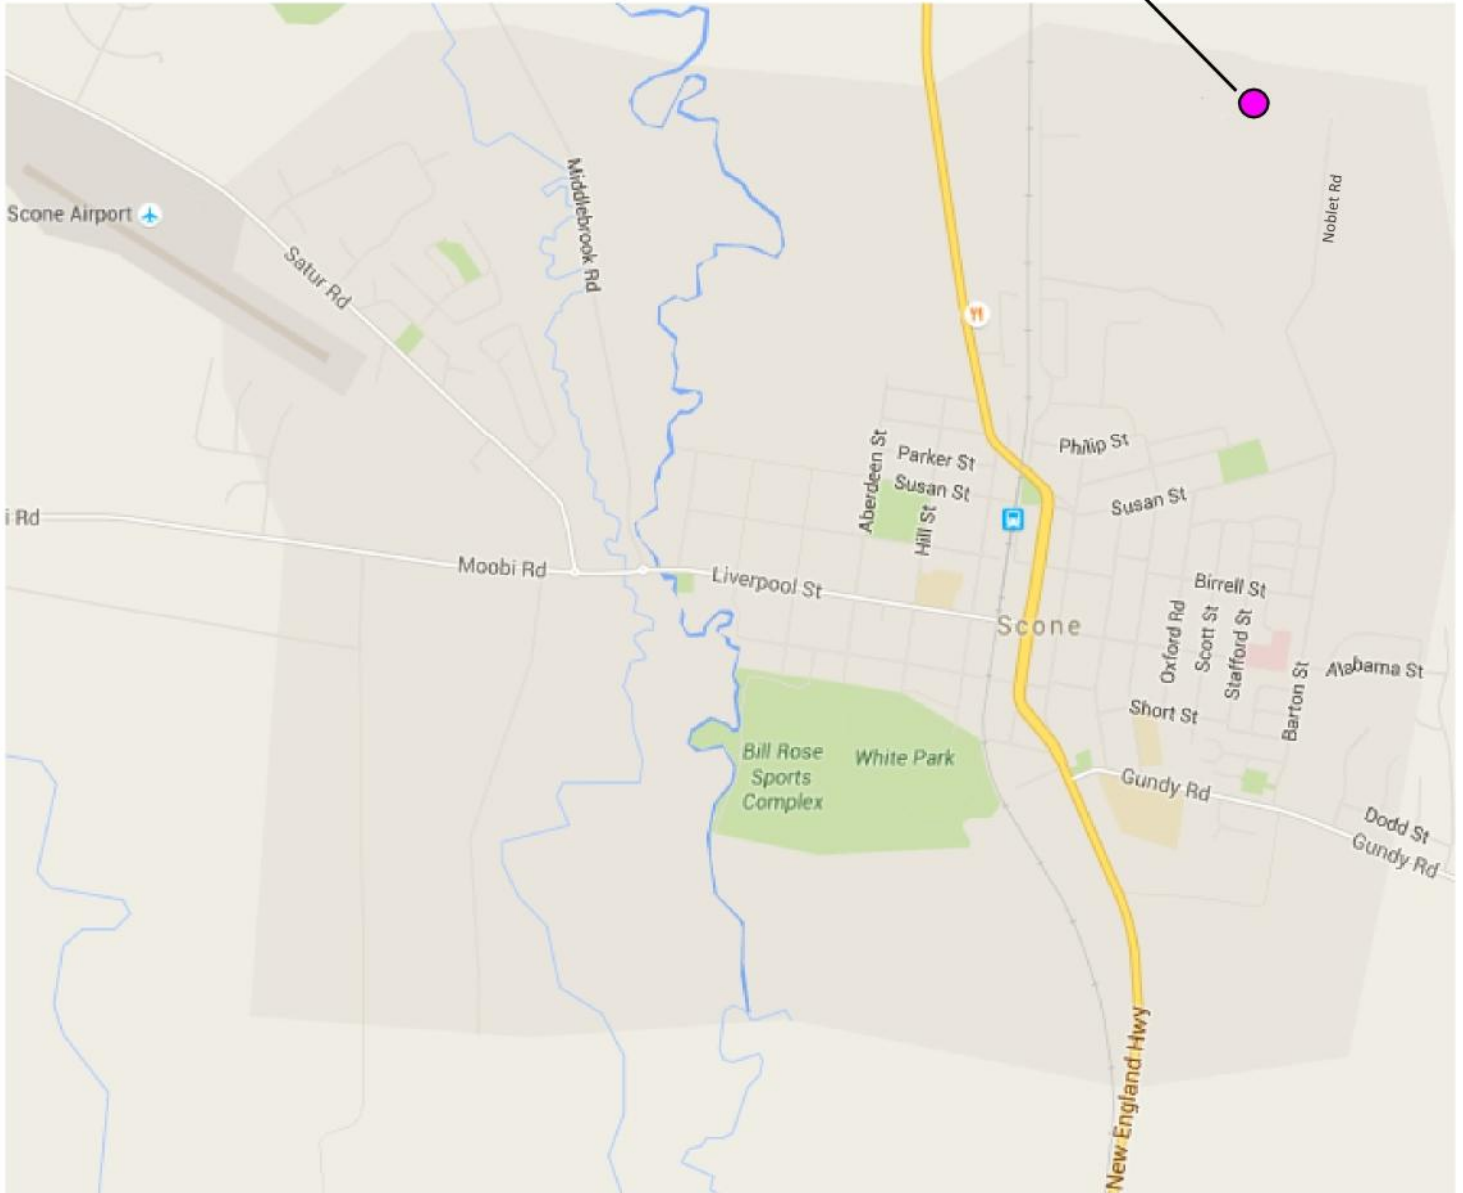 Middlebrook Rd
Noblet Rd
Scone Airport
Satur Rd
Aberdeen St
Parker St
Philip St
Susan St
Susan St
Hill St
i Rd
Moobi Rd
Liverpool St
Birrell St
Scone
Oxford Rd
Scott St
Stafford St
Barton St
Alabama St
Short St
Bill Rose
Sports
Complex
White Park
Gundy Rd
Dodd St
Gundy Rd
New England Hwy